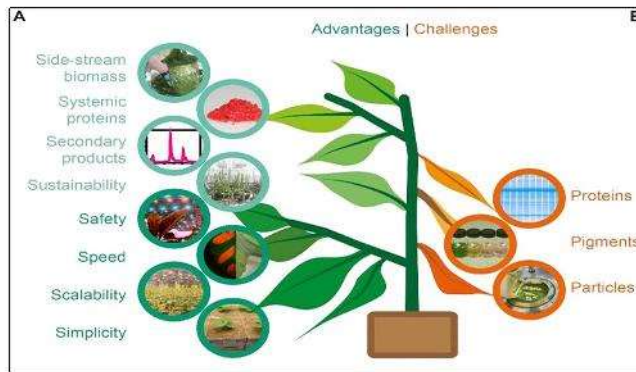 A
B
Advantages | Challenges
Side-stream
biomass
Systemic
proteins
Secondary
products
Sustainability
Safety
Speed
Scalability
Simplicity
Proteins
Pigments
Particles